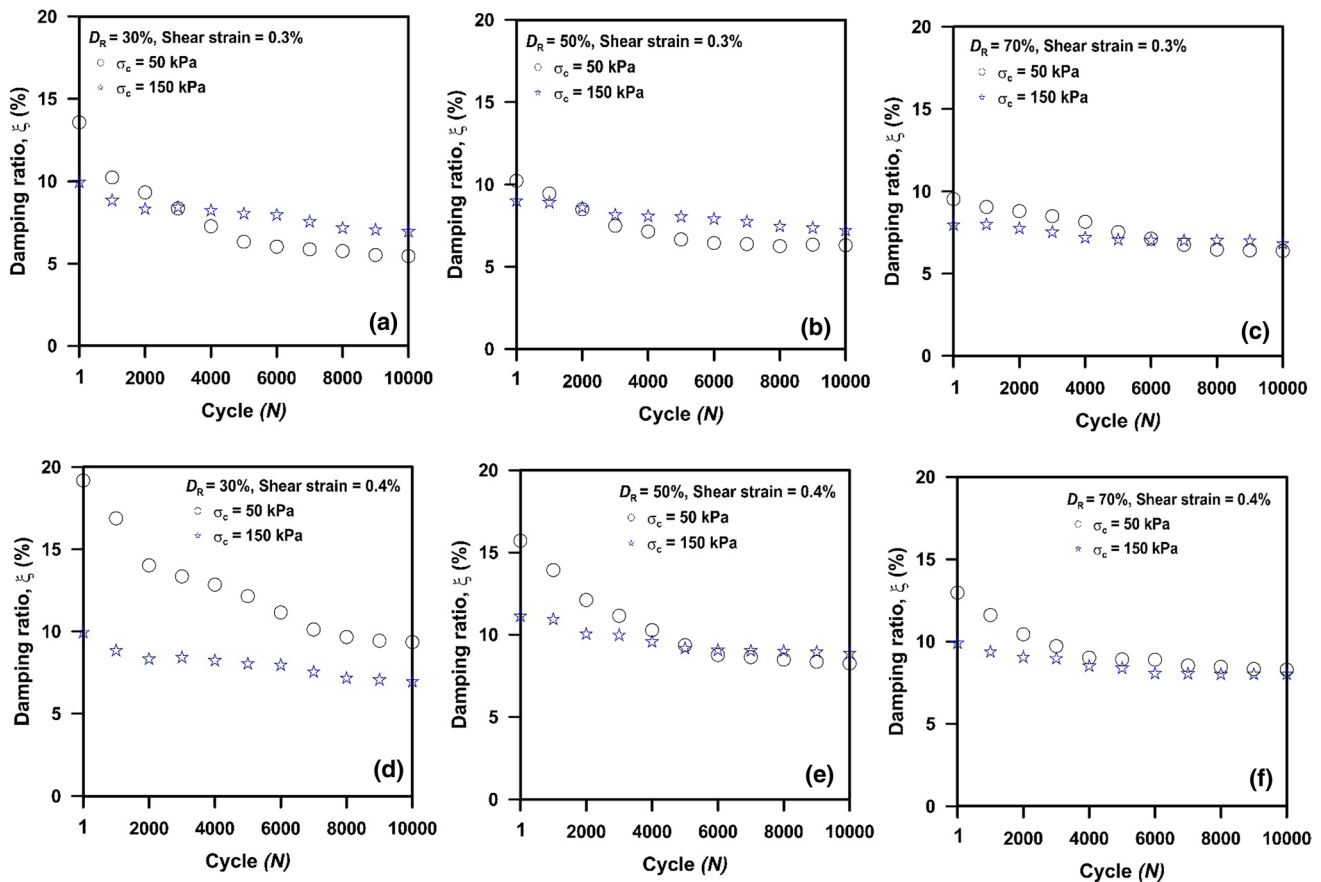 20
15
10
5
0
Damping ratio, ξ (%)
D_R = 30%, Shear strain = 0.3%
σ_c = 50 kPa
σ_c = 150 kPa
(a)
1 2000 4000 6000 8000 10000
Cycle (N)
20
15
10
5
0
Damping ratio, ξ (%)
D_R = 50%, Shear strain = 0.3%
σ_c = 50 kPa
σ_c = 150 kPa
(b)
1 2000 4000 6000 8000 10000
Cycle (N)
20
15
10
5
0
Damping ratio, ξ (%)
D_R = 70%, Shear strain = 0.3%
σ_c = 50 kPa
σ_c = 150 kPa
(c)
1 2000 4000 6000 8000 10000
Cycle (N)
20
15
10
5
0
Damping ratio, ξ (%)
D_R = 30%, Shear strain = 0.4%
σ_c = 50 kPa
σ_c = 150 kPa
(d)
1 2000 4000 6000 8000 10000
Cycle (N)
20
15
10
5
0
Damping ratio, ξ (%)
D_R = 50%, Shear strain = 0.4%
σ_c = 50 kPa
σ_c = 150 kPa
(e)
1 2000 4000 6000 8000 10000
Cycle (N)
20
15
10
5
0
Damping ratio, ξ (%)
D_R = 70%, Shear strain = 0.4%
σ_c = 50 kPa
σ_c = 150 kPa
(f)
1 2000 4000 6000 8000 10000
Cycle (N)